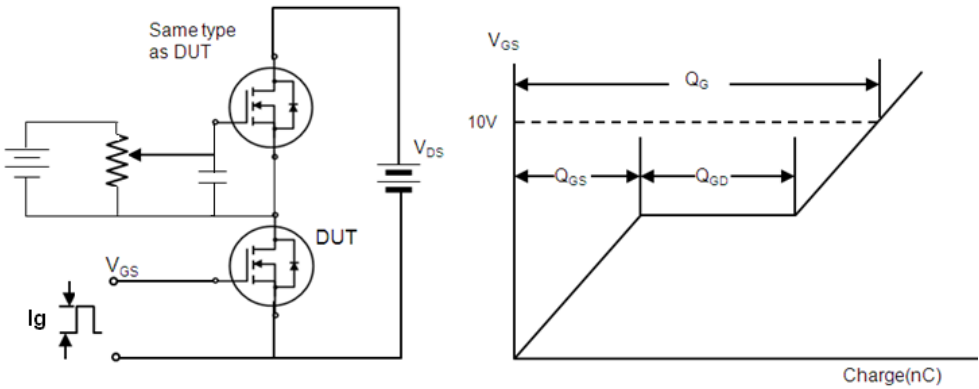 Same type
as DUT
V_DS
DUT
V_GS
Ig
V_GS
Q_G
10V
Q_GS
Q_GD
Charge(nC)